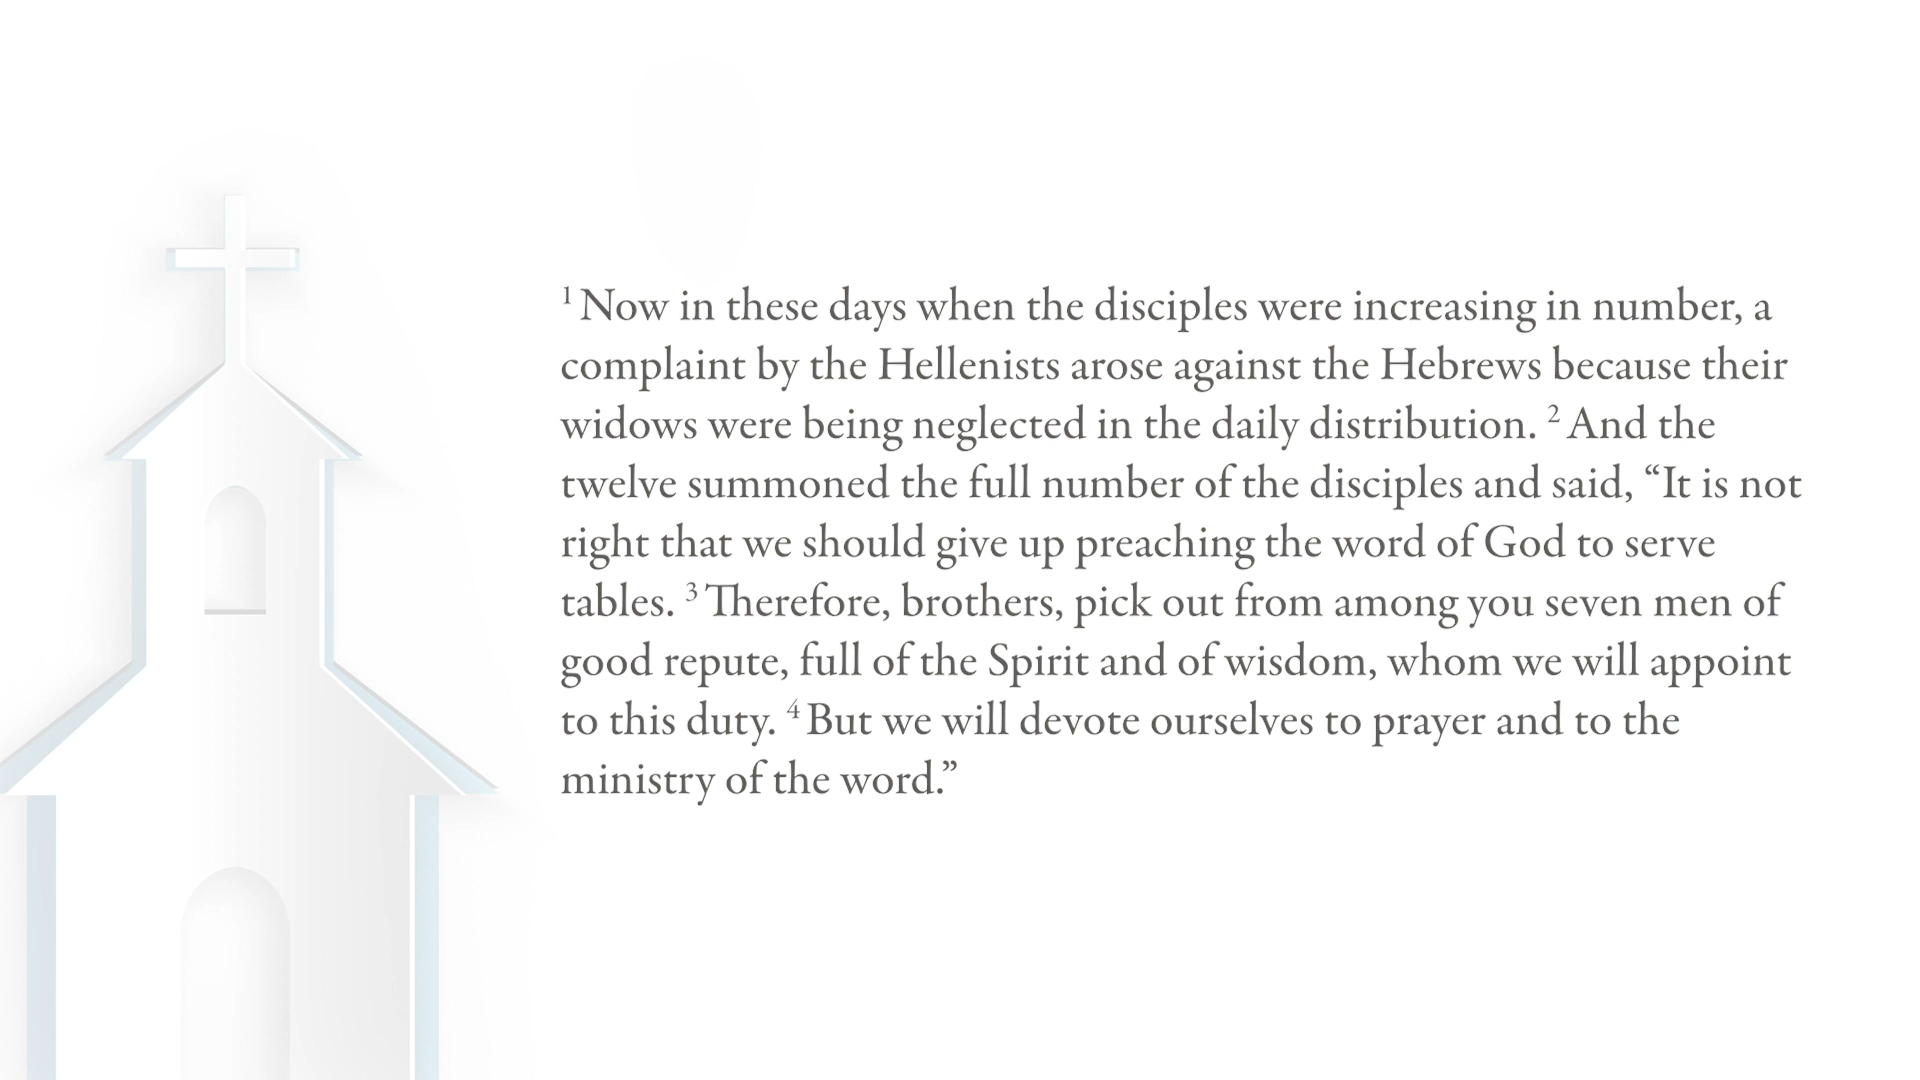 ¹ Now in these days when the disciples were increasing in number, a
complaint by the Hellenists arose against the Hebrews because their
widows were being neglected in the daily distribution. ² And the
twelve summoned the full number of the disciples and said, “It is not
right that we should give up preaching the word of God to serve
tables. ³ Therefore, brothers, pick out from among you seven men of
good repute, full of the Spirit and of wisdom, whom we will appoint
to this duty. ⁴ But we will devote ourselves to prayer and to the
ministry of the word.”